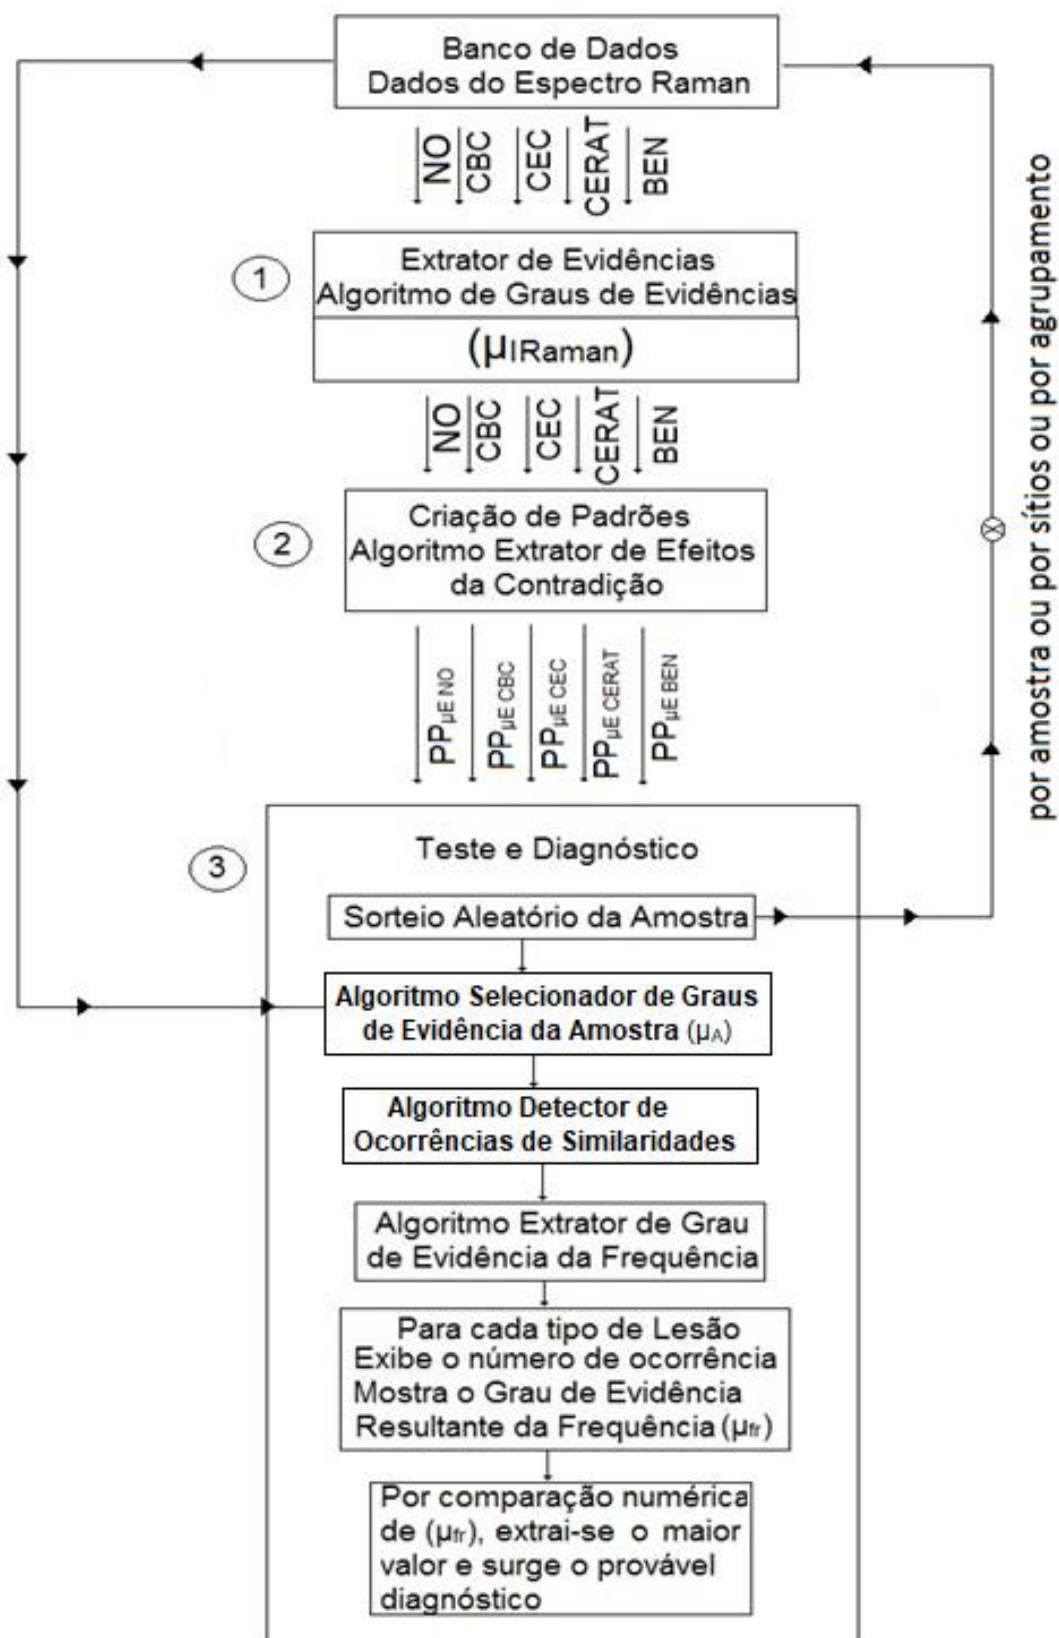 Banco de Dados
Dados do Espectro Raman
NO
CBC
CEC
CERAT
BEN
1
Extrator de Evidências
Algoritmo de Graus de Evidências
(μIRaman)
NO
CBC
CEC
CERAT
BEN
2
Criação de Padrões
Algoritmo Extrator de Efeitos
da Contradição
PPμE NO
PPμE CBC
PPμE CEC
PPμE CERAT
PPμE BEN
3
Teste e Diagnóstico
Sorteio Aleatório da Amostra
Algoritmo Selecionador de Graus
de Evidência da Amostra (μA)
Algoritmo Detector de
Ocorrências de Similaridades
Algoritmo Extrator de Grau
de Evidência da Frequência
Para cada tipo de Lesão
Exibe o número de ocorrência
Mostra o Grau de Evidência
Resultante da Frequência (μfr)
Por comparação numérica
de (μfr), extrai-se o maior
valor e surge o provável
diagnóstico
por amostra ou por sítios ou por agrupamento